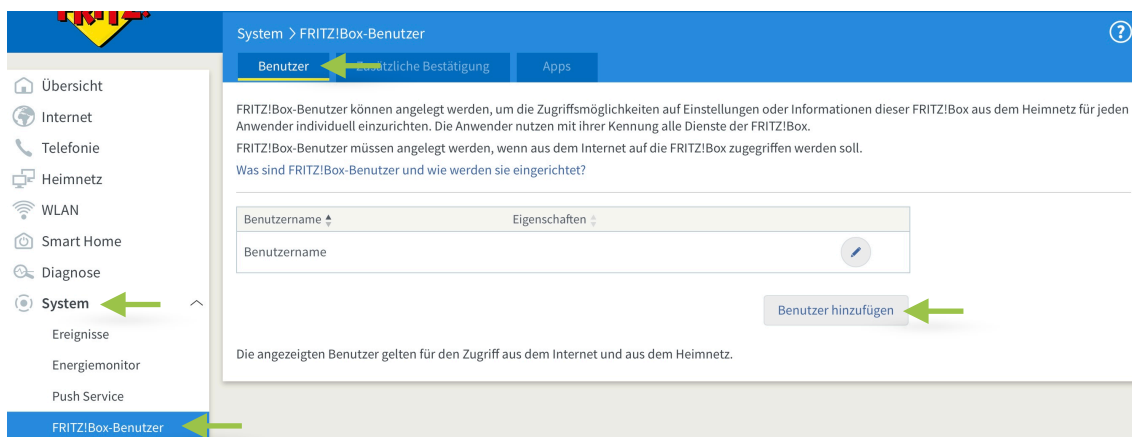 FRITZ!
System > FRITZ!Box-Benutzer
?
Benutzer
Zusätzliche Bestätigung
Apps
Übersicht
Internet
Telefonie
Heimnetz
WLAN
Smart Home
Diagnose
System
Ereignisse
Energiemonitor
Push Service
FRITZ!Box-Benutzer
FRITZ!Box-Benutzer können angelegt werden, um die Zugriffsmöglichkeiten auf Einstellungen oder Informationen dieser FRITZ!Box aus dem Heimnetz für jeden
Anwender individuell einzurichten. Die Anwender nutzen mit ihrer Kennung alle Dienste der FRITZ!Box.
FRITZ!Box-Benutzer müssen angelegt werden, wenn aus dem Internet auf die FRITZ!Box zugegriffen werden soll.
Was sind FRITZ!Box-Benutzer und wie werden sie eingerichtet?
Benutzername Eigenschaften
Benutzername
Benutzer hinzufügen
Die angezeigten Benutzer gelten für den Zugriff aus dem Internet und aus dem Heimnetz.